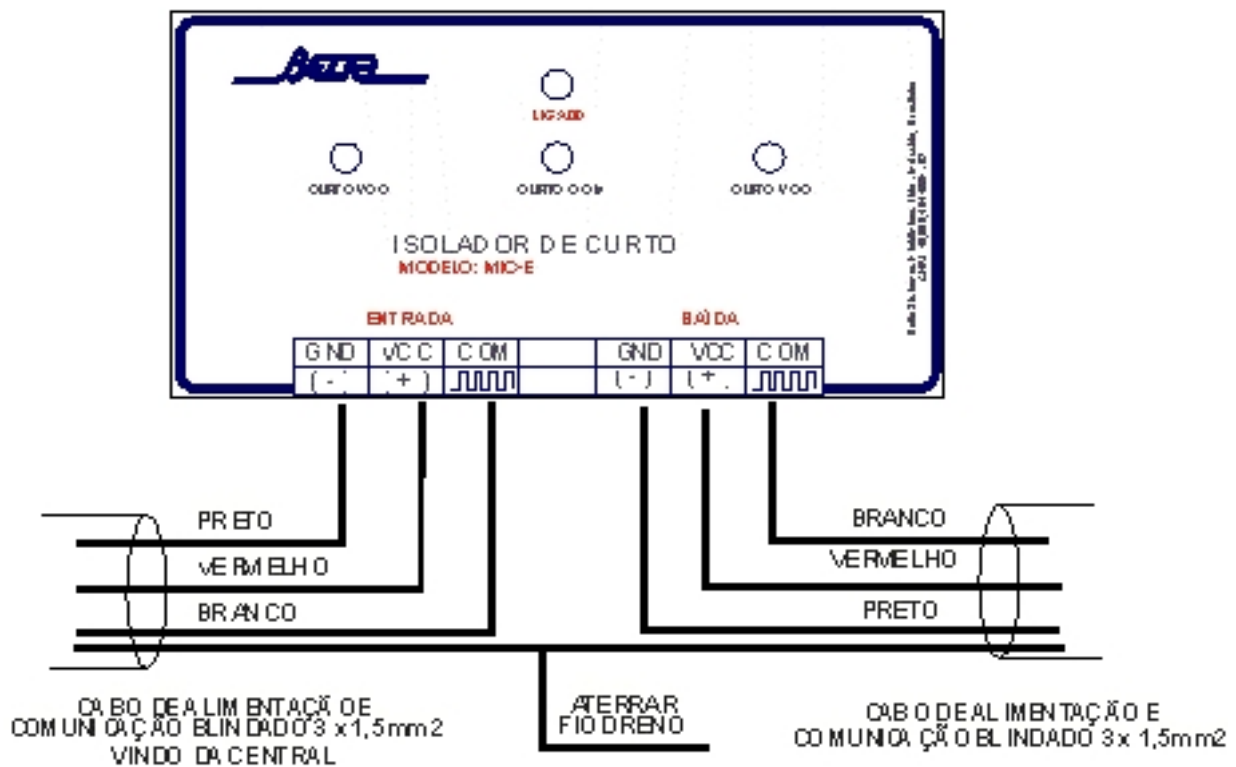 LIGADO
CURTO VCC
CURTO COM
CURTO VCC
ISOLADOR DE CURTO
MODELO: MIC-E
ENTRADA
SAÍDA
GND VCC COM GND VCC COM
(-) (+) (-) (+)
PRETO
VERMELHO
BRANCO
BRANCO
VERMELHO
PRETO
CABO DE ALIMENTAÇÃO E
COMUNICAÇÃO BLINDADO 3 x 1,5mm2
VINDO DA CENTRAL
ATERRAR
FIO DRENO
CABO DE ALIMENTAÇÃO E
COMUNICAÇÃO BLINDADO 3 x 1,5mm2